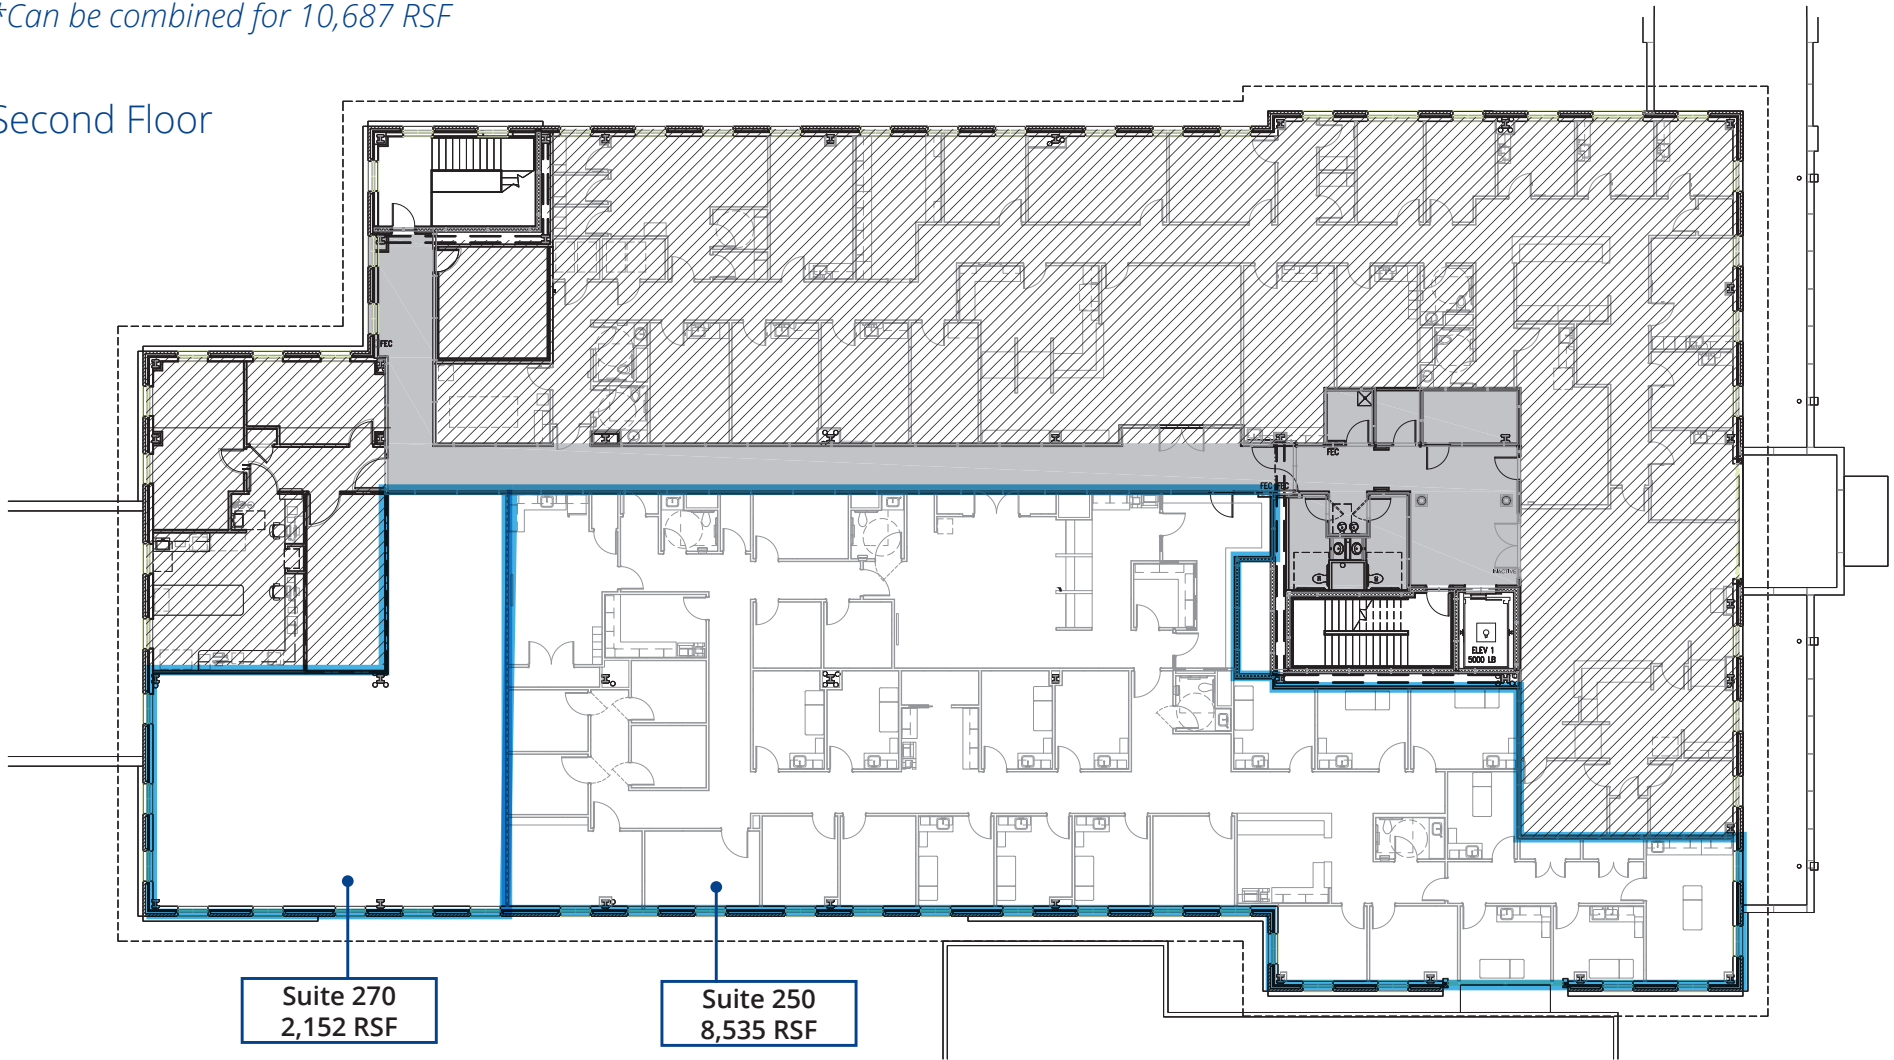 *Can be combined for 10,687 RSF
Second Floor
FEC
FEC
FEC FEC
INACTIVE
ELEV 1
5000 LB
Suite 270
2,152 RSF
Suite 250
8,535 RSF